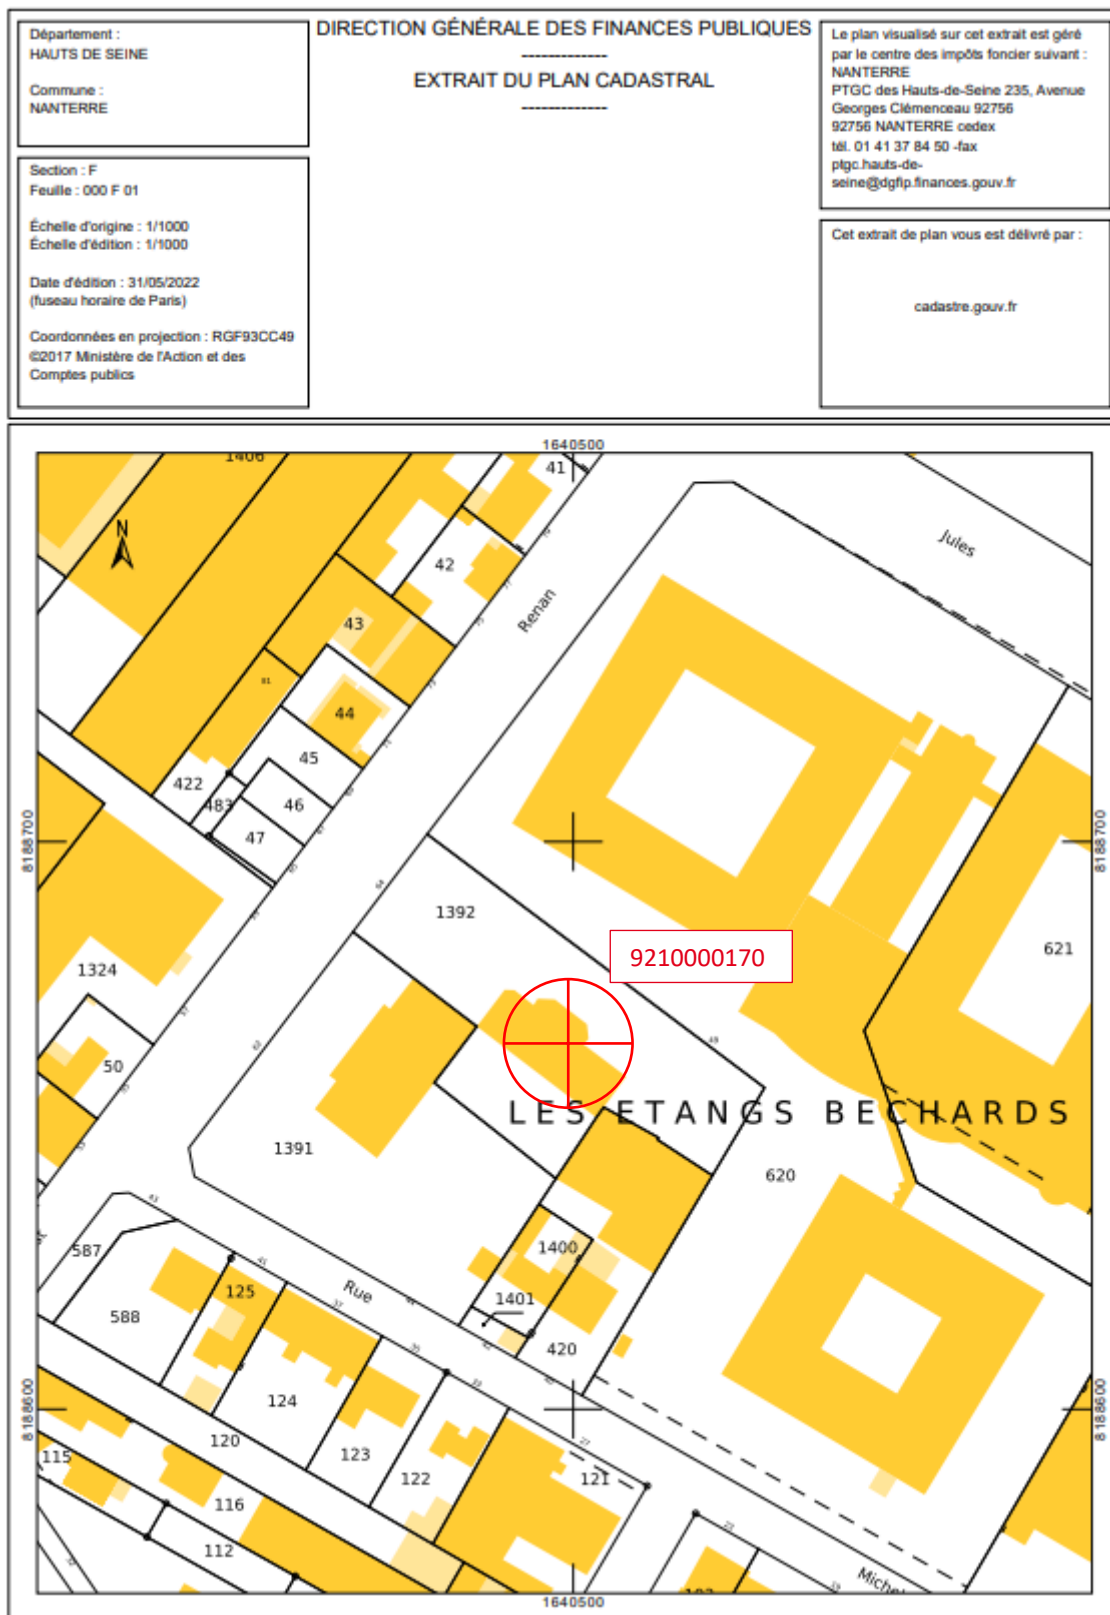 Département :
HAUTS DE SEINE
Commune :
NANTERRE
Section : F
Feuille : 000 F 01
Échelle d'origine : 1/1000
Échelle d'édition : 1/1000
Date d'édition : 31/05/2022
(fuseau horaire de Paris)
Coordonnées en projection : RGF93CC49
©2017 Ministère de l'Action et des
Comptes publics
DIRECTION GÉNÉRALE DES FINANCES PUBLIQUES
-------------
EXTRAIT DU PLAN CADASTRAL
-------------
Le plan visualisé sur cet extrait est géré
par le centre des impôts foncier suivant :
NANTERRE
PTGC des Hauts-de-Seine 235, Avenue
Georges Clémenceau 92756
92756 NANTERRE cedex
tél. 01 41 37 84 50 -fax
ptgc.hauts-de-
seine@dgfip.finances.gouv.fr
Cet extrait de plan vous est délivré par :
cadastre.gouv.fr
1640500
1406
41
N
Jules
42
Renan
43
81
44
45
422
483
46
47
8188700
8188700
64
1392
9210000170
621
1324
49
62
50
LES ETANGS BECHARDS
1391
620
43
587
1400
41
125
Rue
588
37
1401
420
124
8188600
8188600
120
123
115
122
121
116
112
Michel
1640500